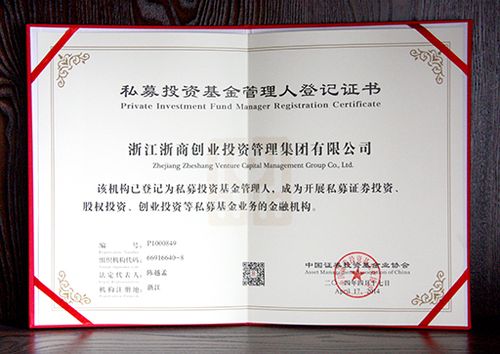 私募投资基金管理人登记证书
Private Investment Fund Manager Registration Certificate
浙江浙商创业投资管理集团有限公司
Zhejiang Zheshang Venture Capital Management Group Co., Ltd.
该机构已登记为私募投资基金管理人，成为开展私募证券投资、
股权投资、创业投资等私募基金业务的金融机构。
编号: P1000849
组织机构代码: 66916640-8
法定代表人: 陈越孟
机构注册地: 浙江
中国证券投资基金业协会
Asset Management Association of China
二〇一四年四月十七日
April 17, 2014